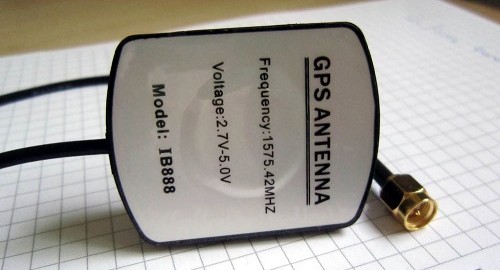 GPS ANTENNA
Frequency:1575.42MHZ
Voltage:2.7V-5.0V
Model: IB888